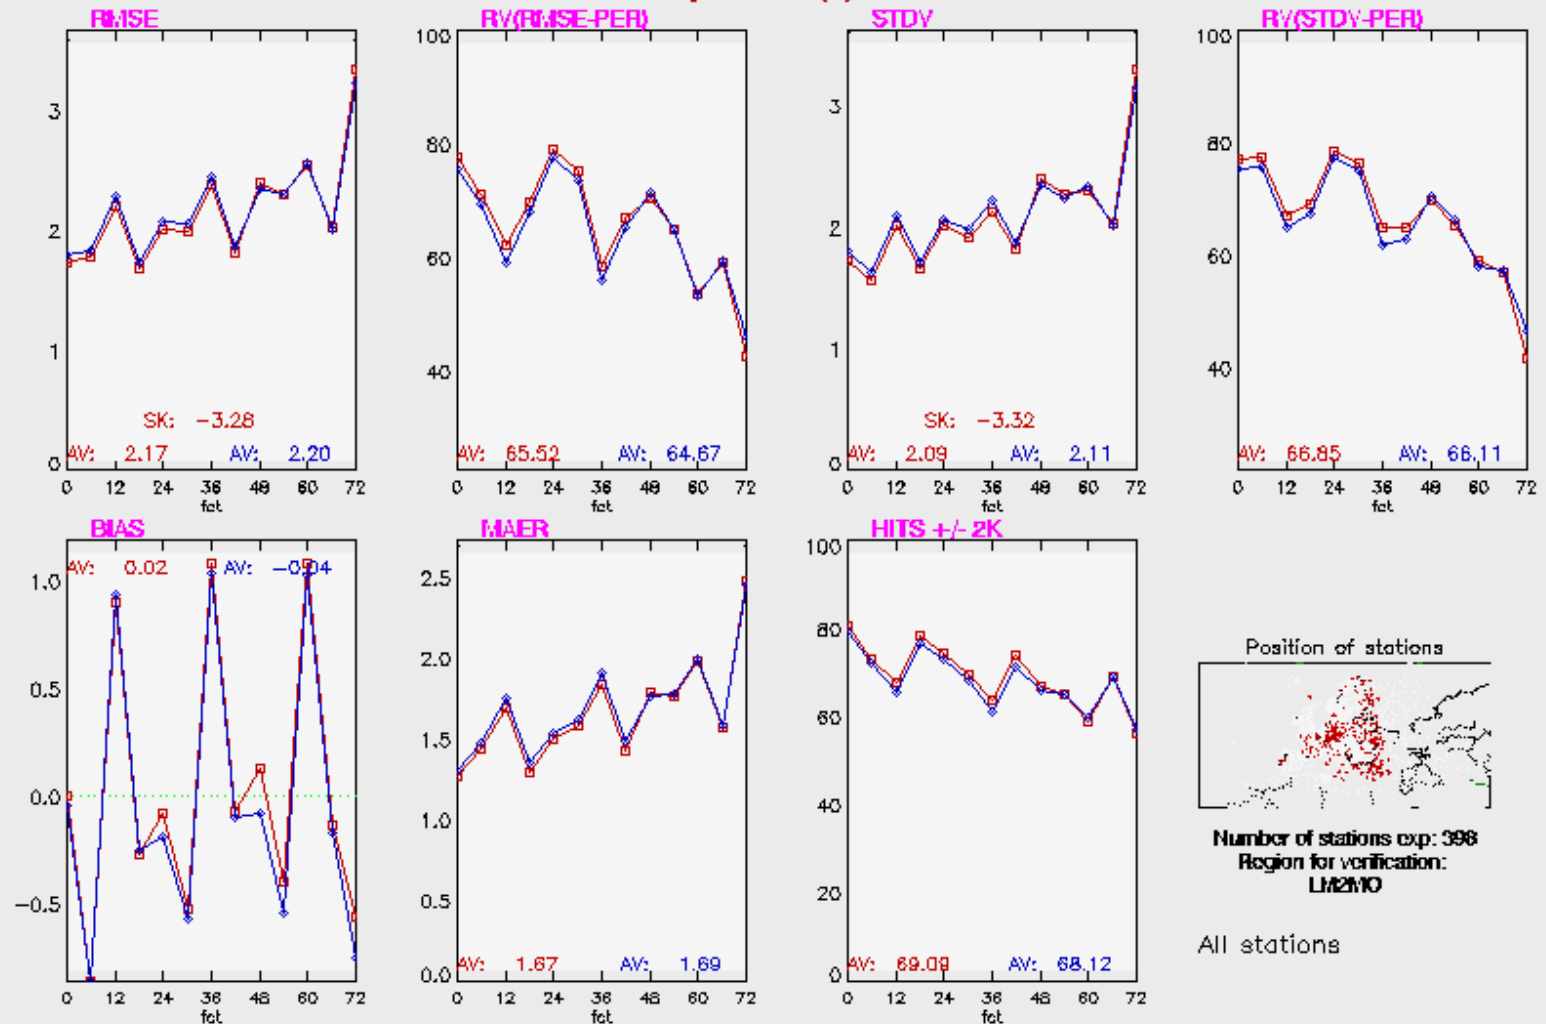 RMSE
3
2
1
0
SK: -3.28
AV: 2.17 AV: 2.20
0 12 24 36 48 60 72
fct
RV(RMSE-PER)
100
80
60
40
AV: 65.52 AV: 64.67
0 12 24 36 48 60 72
fct
STDV
3
2
1
0
SK: -3.32
AV: 2.09 AV: 2.11
0 12 24 36 48 60 72
fct
RV(STDV-PER)
100
80
60
40
AV: 66.85 AV: 66.11
0 12 24 36 48 60 72
fct
BIAS
AV: 0.02 AV: -0.04
1.0
0.5
0.0
-0.5
0 12 24 36 48 60 72
fct
MAER
2.5
2.0
1.5
1.0
0.5
0.0
AV: 1.67 AV: 1.69
0 12 24 36 48 60 72
fct
HITS +/- 2K
100
80
60
40
20
0
AV: 69.09 AV: 68.12
0 12 24 36 48 60 72
fct
Position of stations
Number of stations exp: 398
Region for verification:
LM2MO
All stations